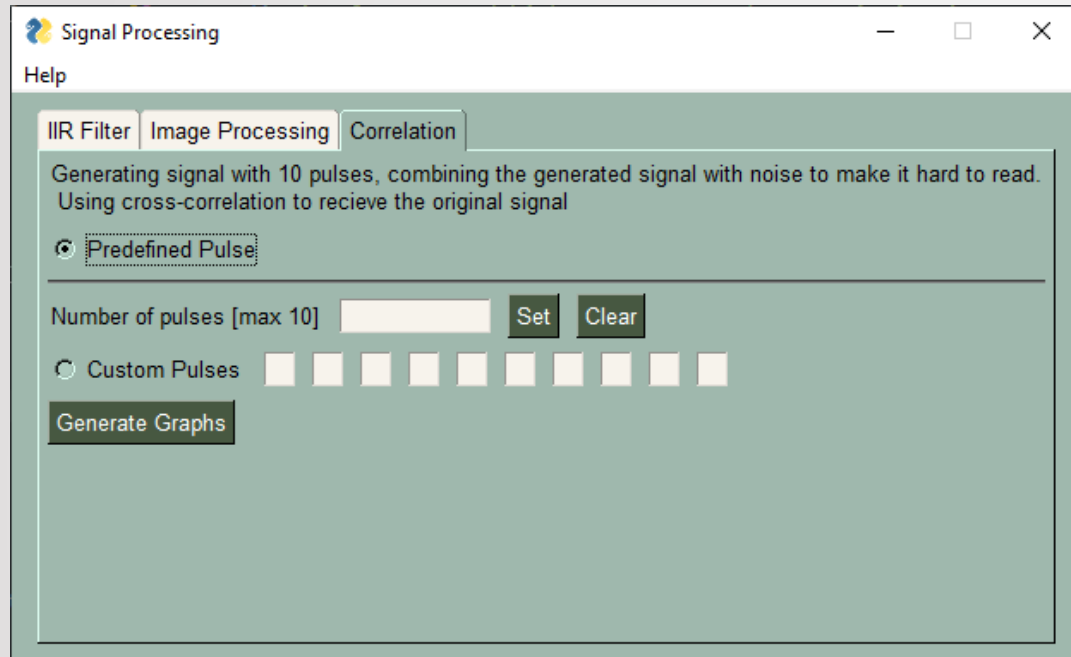 Signal Processing
Help
IIR Filter Image Processing Correlation
Generating signal with 10 pulses, combining the generated signal with noise to make it hard to read.
Using cross-correlation to recieve the original signal
Predefined Pulse
Number of pulses [max 10] Set Clear
Custom Pulses
Generate Graphs